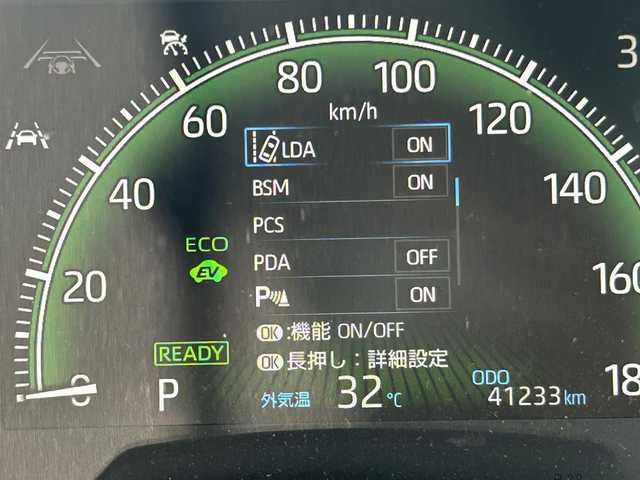 80 100
km/h
60 120
40 140
20 160
0
LDA ON
BSM ON
PCS
PDA OFF
P ON
OK :機能 ON/OFF
OK 長押し：詳細設定
ECO
EV
READY
P
外気温 32 ℃
ODO
41233 km